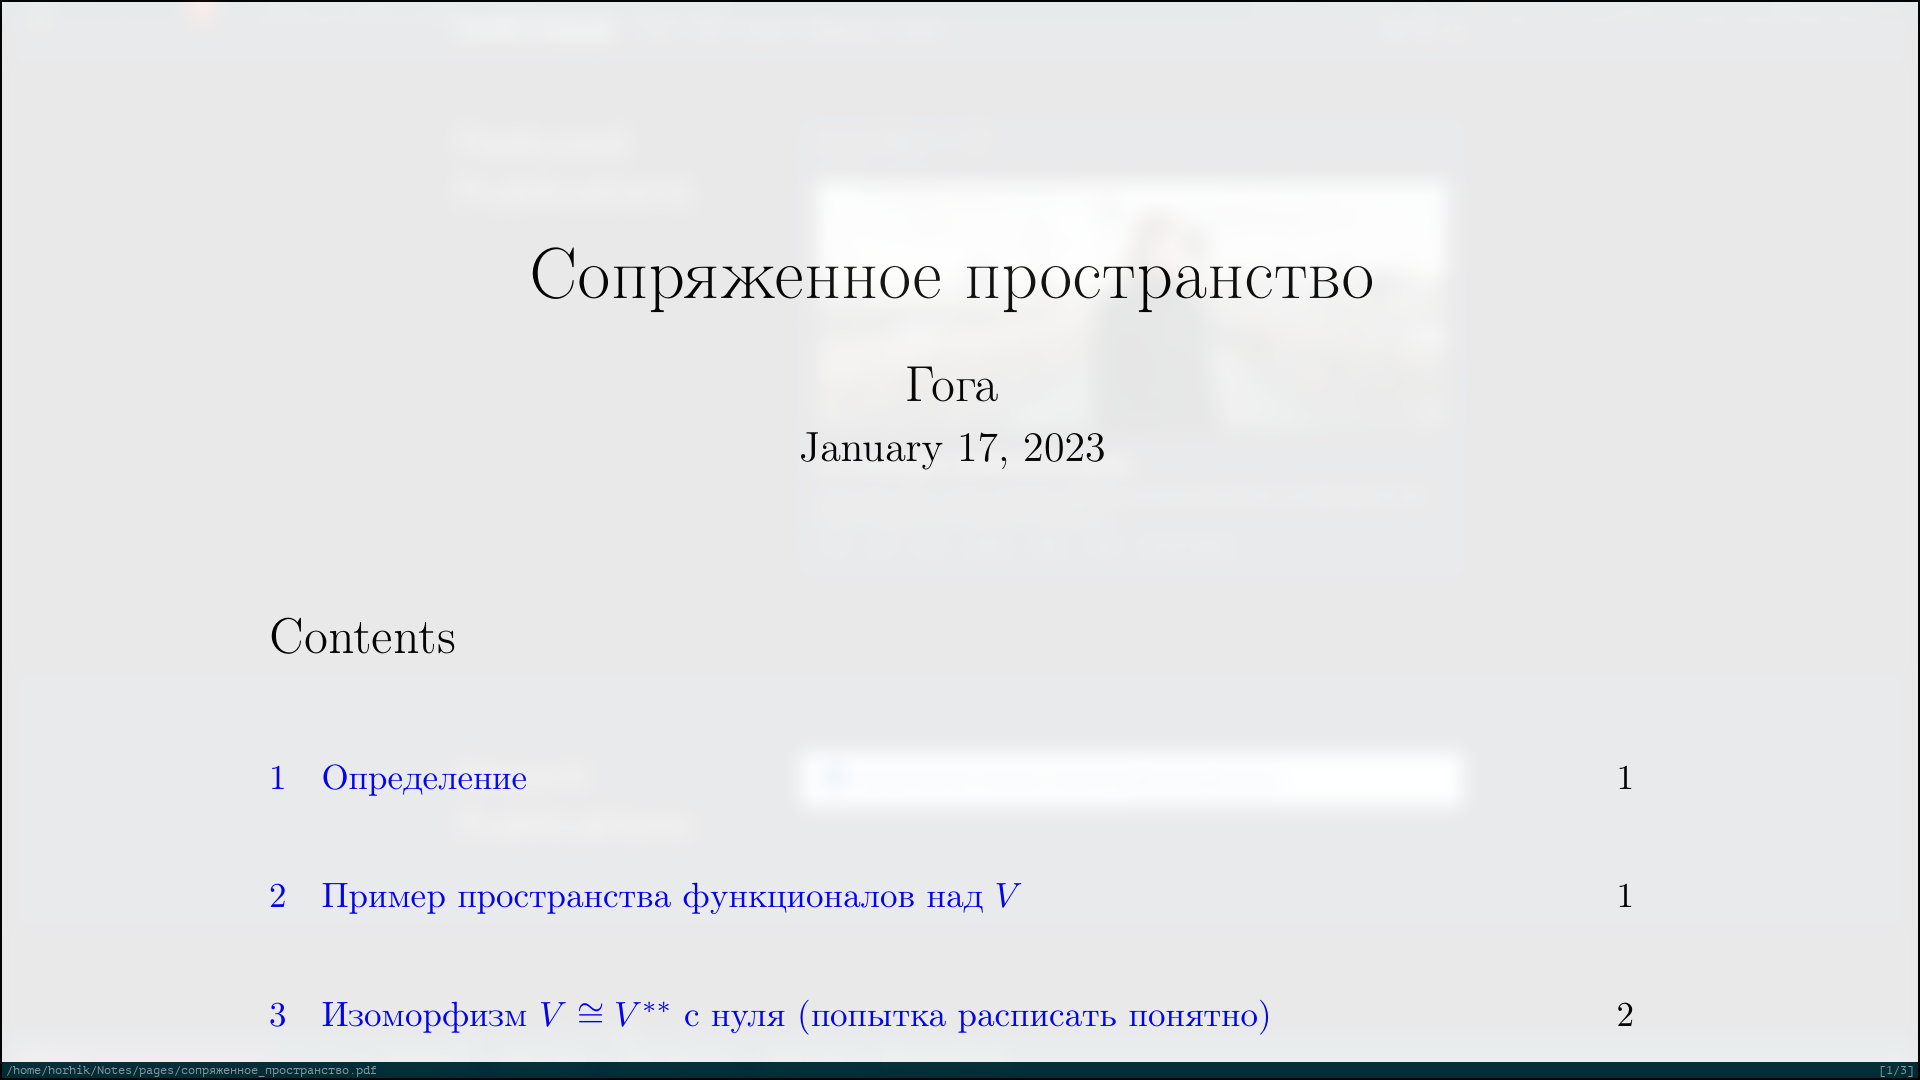 Сопряженное пространство
Гога
January 17, 2023
Contents
1 Определение 1
2 Пример пространства функционалов над V 1
3 Изоморфизм V ≅ V** с нуля (попытка расписать понятно) 2
/home/horhik/Notes/pages/сопряженное_пространство.pdf [1/3]